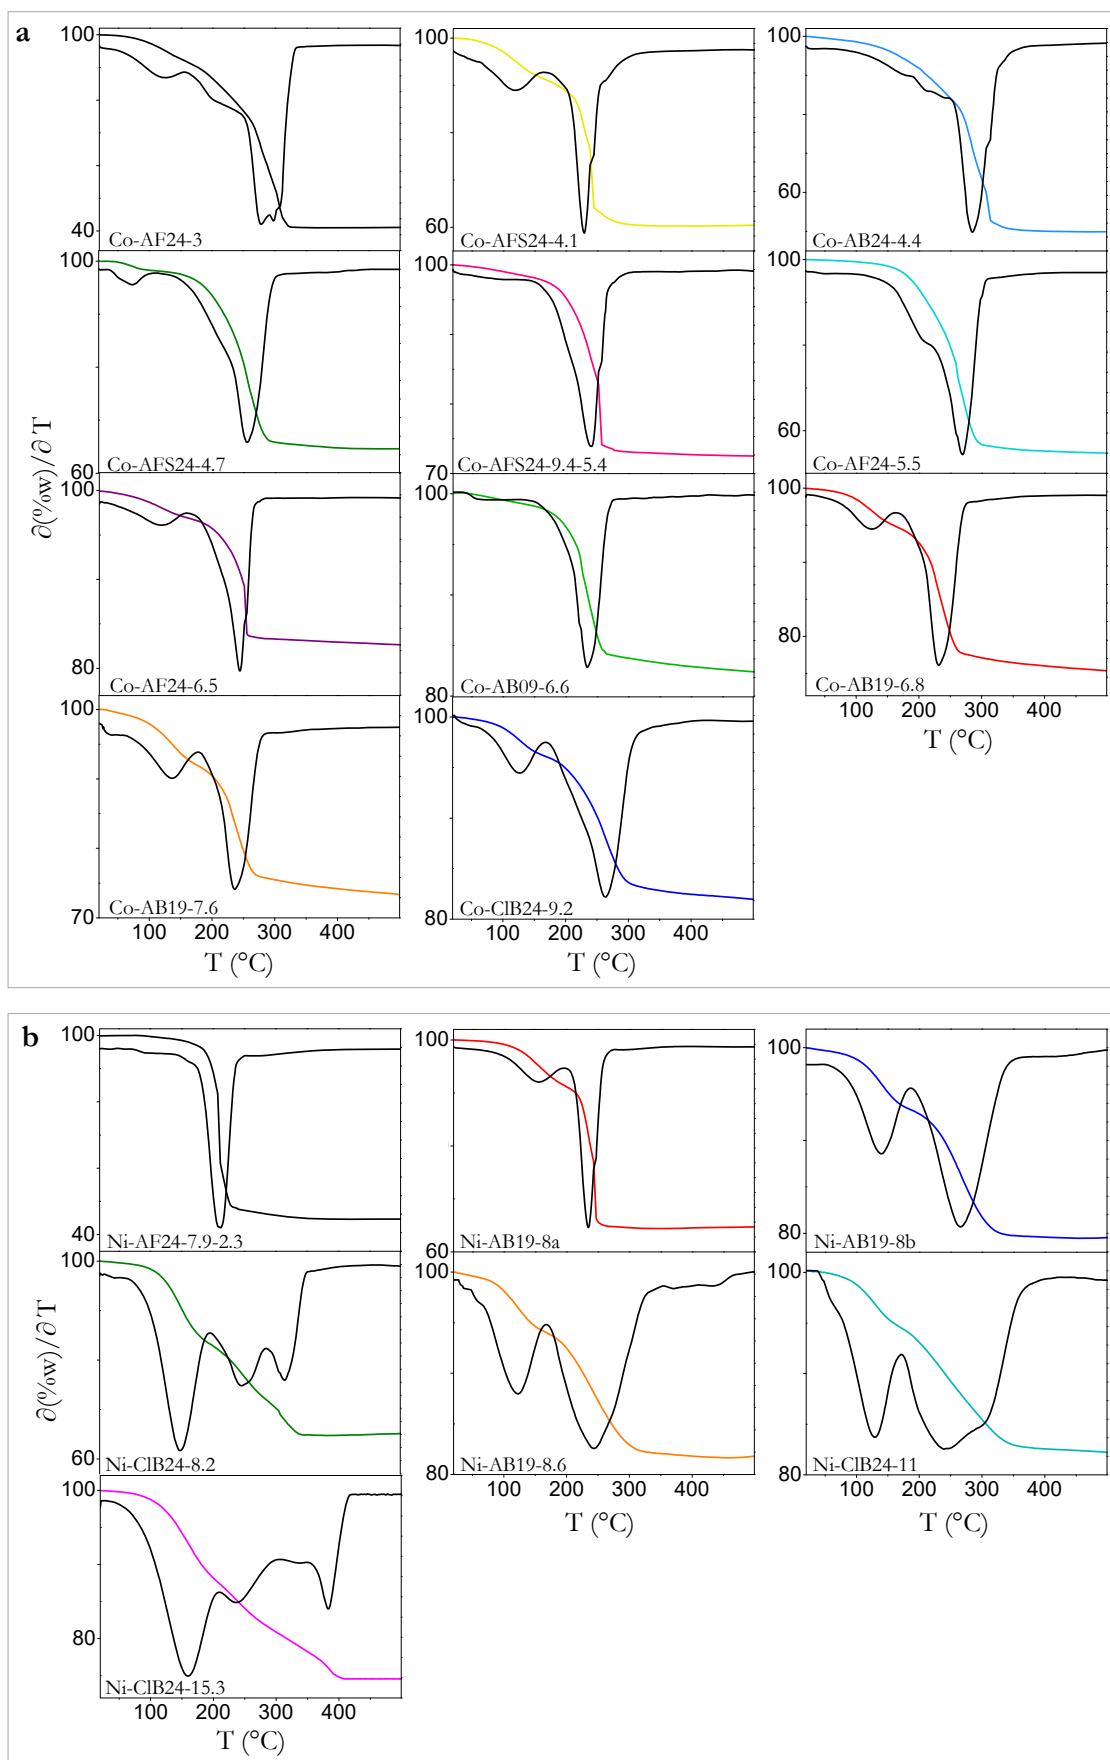 a
∂(%w)/∂T
100
40
Co-AF24-3
100
60
Co-AFS24-4.1
100
60
Co-AB24-4.4
100
60
Co-AFS24-4.7
100
70
Co-AFS24-9.4-5.4
100
60
Co-AF24-5.5
100
80
Co-AF24-6.5
100
80
Co-AB09-6.6
100
80
Co-AB19-6.8
100 200 300 400
T (°C)
100
70
Co-AB19-7.6
100 200 300 400
T (°C)
100
80
Co-ClB24-9.2
100 200 300 400
T (°C)
b
∂(%w)/∂T
100
40
Ni-AF24-7.9-2.3
100
60
Ni-AB19-8a
100
80
Ni-AB19-8b
100
60
Ni-ClB24-8.2
100
80
Ni-AB19-8.6
100 200 300 400
T (°C)
100
80
Ni-ClB24-11
100 200 300 400
T (°C)
100
80
Ni-ClB24-15.3
100 200 300 400
T (°C)